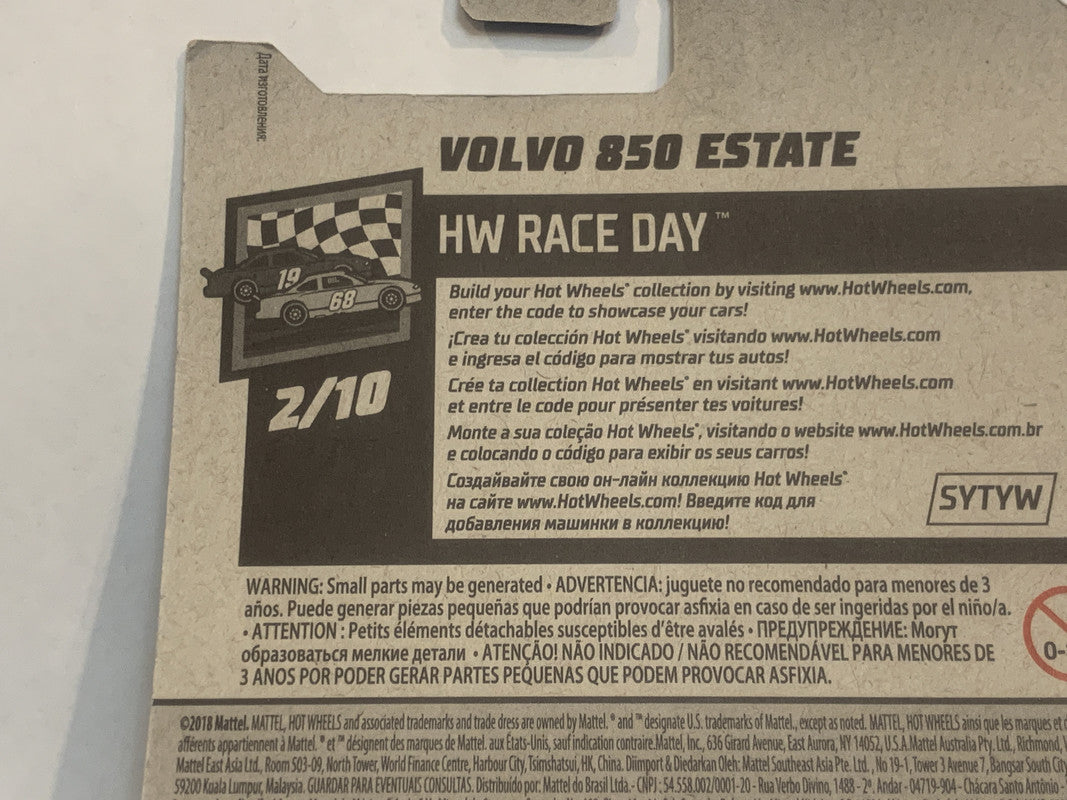 Дата изготовления:
VOLVO 850 ESTATE
HW RACE DAY™
19
68
2/10
Build your Hot Wheels® collection by visiting www.HotWheels.com,
enter the code to showcase your cars!
¡Crea tu colección Hot Wheels® visitando www.HotWheels.com
e ingresa el código para mostrar tus autos!
Crée ta collection Hot Wheels® en visitant www.HotWheels.com
et entre le code pour présenter tes voitures!
Monte a sua coleção Hot Wheels®, visitando o website www.HotWheels.com.br
e colocando o código para exibir os seus carros!
Создайвайте свою он-лайн коллекцию Hot Wheels®
на сайте www.HotWheels.com! Введите код для
добавления машинки в коллекцию!
SYTYW
WARNING: Small parts may be generated • ADVERTENCIA: juguete no recomendado para menores de 3
años. Puede generar piezas pequeñas que podrían provocar asfixia en caso de ser ingeridas por el niño/a.
• ATTENTION : Petits éléments détachables susceptibles d'être avalés • ПРЕДУПРЕЖДЕНИЕ: Могут
образоваться мелкие детали • ATENÇÃO! NÃO INDICADO / NÃO RECOMENDÁVEL PARA MENORES DE
3 ANOS POR PODER GERAR PARTES PEQUENAS QUE PODEM PROVOCAR ASFIXIA.
0-
©2018 Mattel. MATTEL, HOT WHEELS and associated trademarks and trade dress are owned by Mattel. ® and ™ designate U.S. trademarks of Mattel., except as noted. MATTEL, HOT WHEELS ainsi que les marques et
afférents appartiennent à Mattel. ® et ™ désignent des marques de Mattel. aux États-Unis, sauf indication contraire.Mattel, Inc., 636 Girard Avenue, East Aurora, NY 14052, U.S.A.Mattel Australia Pty. Ltd., Richmond,
Mattel East Asia Ltd., Room 503-09, North Tower, World Finance Centre, Harbour City, Tsimshatsui, HK, China. Diimport & Diedarkan Oleh: Mattel Southeast Asia Pte. Ltd., No 19-1, Tower 3 Avenue 7, Bangsar South City,
59200 Kuala Lumpur, Malaysia. GUARDAR PARA EVENTUAIS CONSULTAS. Distribuído por: Mattel do Brasil Ltda.- CNPJ : 54.558.002/0001-20 - Rua Verbo Divino, 1488 - 2º. Andar - 04719-904 - Chácara Santo Antônio -